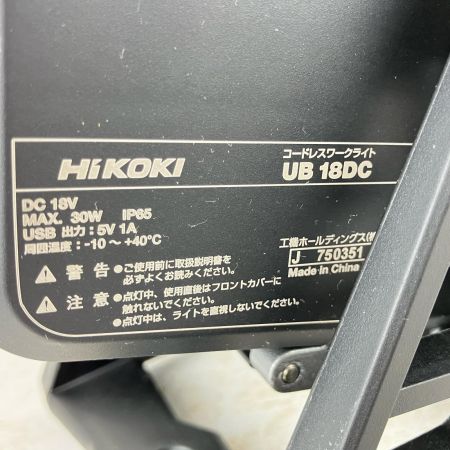 HiKOKI
コードレスワークライト
UB 18DC
DC 18V
MAX. 30W IP65
USB 出力：5V 1A
周囲温度：-10～+40℃
工機ホールディングス㈱
J 750351
Made in China
警告 ●ご使用前に取扱説明書を
必ずよくお読みください。
注意 ●点灯中、使用直後はフロントカバーに
触れないでください。
●点灯中は、ライトを直視しないでください。